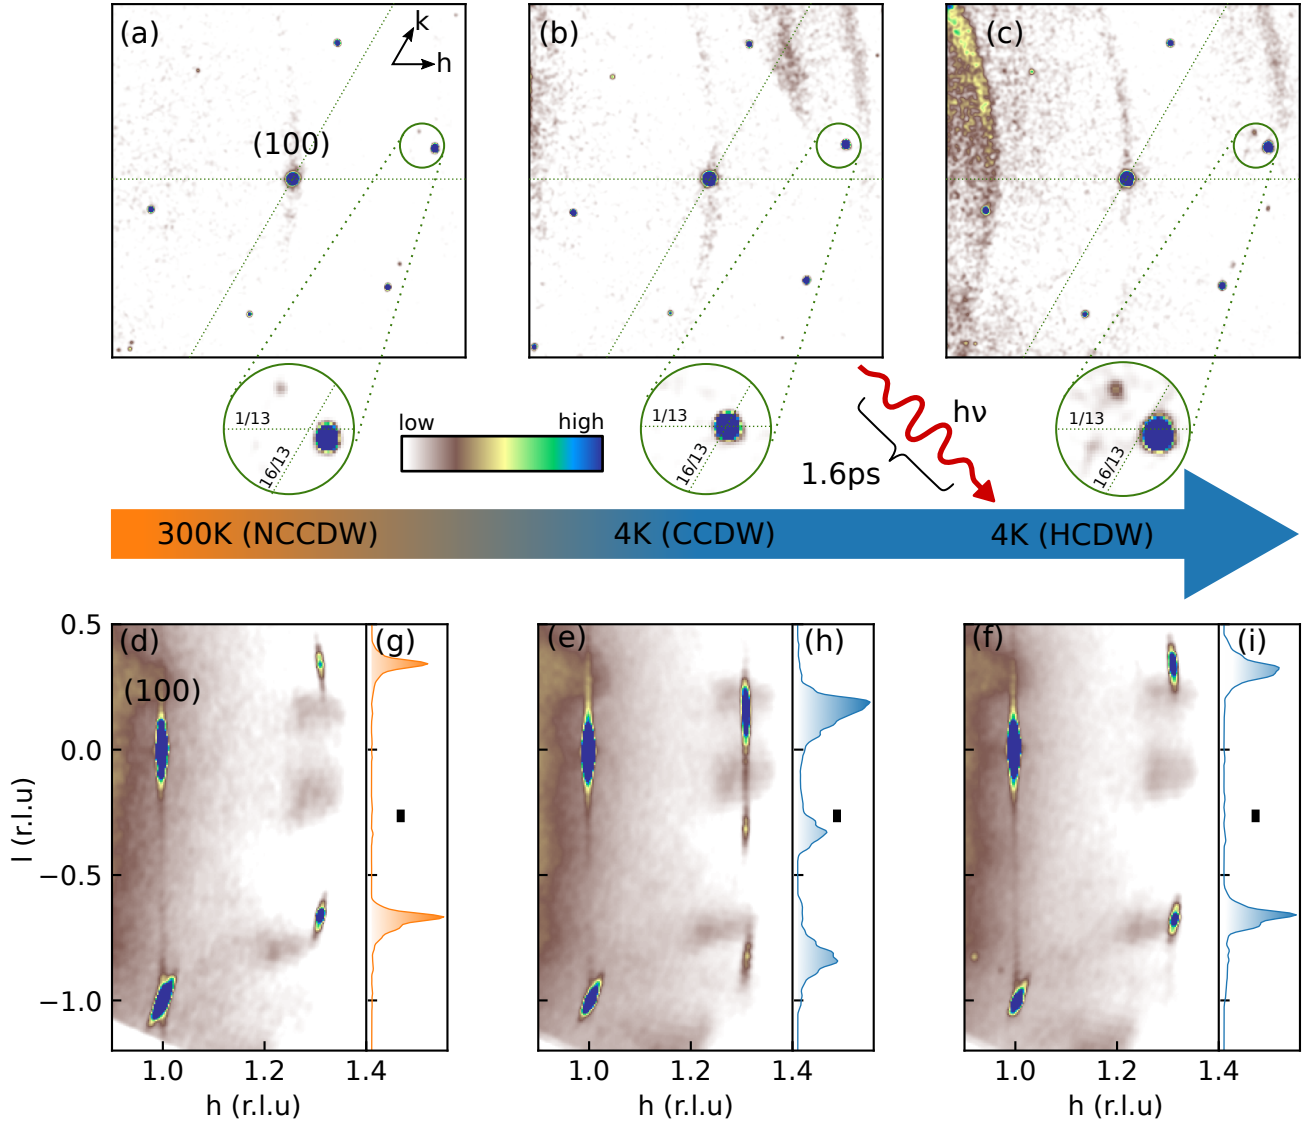 (a)
k
h
(100)
(b)
(c)
1/13
16/13
low
high
1/13
16/13
hν
1.6ps
1/13
16/13
300K (NCCDW)
4K (CCDW)
4K (HCDW)
0.5
0.0
−0.5
−1.0
l (r.l.u)
(d)
(100)
(g)
(e)
(h)
(f)
(i)
1.0
1.2
1.4
h (r.l.u)
1.0
1.2
1.4
h (r.l.u)
1.0
1.2
1.4
h (r.l.u)